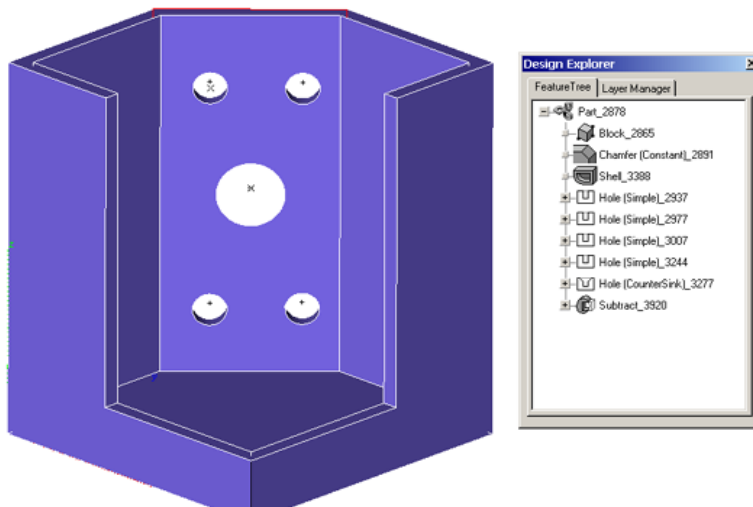 Design Explorer
FeatureTree Layer Manager
Part_2878
Block_2865
Chamfer (Constant)_2891
Shell_3388
Hole (Simple)_2937
Hole (Simple)_2977
Hole (Simple)_3007
Hole (Simple)_3244
Hole (CounterSink)_3277
Subtract_3920